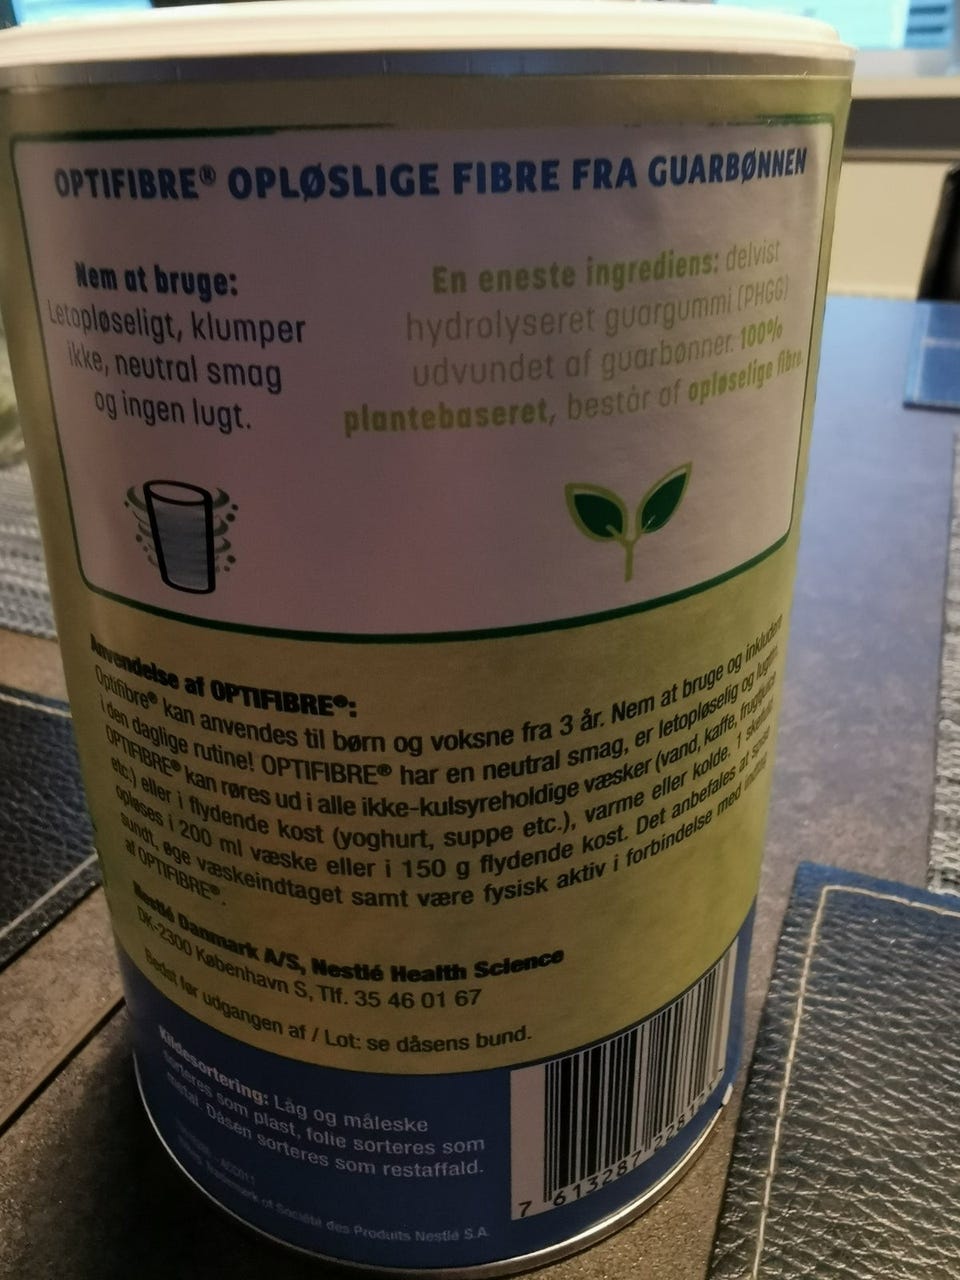 OPTIFIBRE® OPLØSLIGE FIBRE FRA GUARBØNNEN
Nem at bruge:
Letopløseligt, klumper
ikke, neutral smag
og ingen lugt.
En eneste ingrediens: delvist
hydrolyseret guargummi (PHGG)
udvundet af guarbønner. 100%
plantebaseret, består af opløselige fibre.
Anvendelse af OPTIFIBRE®:
Optifibre® kan anvendes til børn og voksne fra 3 år. Nem at bruge og inkludere
i den daglige rutine! OPTIFIBRE® har en neutral smag, er letopløselig og lugtfri.
OPTIFIBRE® kan røres ud i alle ikke-kulsyreholdige væsker (vand, kaffe, frugtjuice
etc.) eller i flydende kost (yoghurt, suppe etc.), varme eller kolde. 1 skefuld
opløses i 200 ml væske eller i 150 g flydende kost. Det anbefales at spise
sundt, øge væskeindtaget samt være fysisk aktiv i forbindelse med indtag
af OPTIFIBRE®.
Nestlé Danmark A/S, Nestlé Health Science
DK-2300 København S, Tlf. 35 46 01 67
Bedst før udgangen af / Lot: se dåsens bund.
Kildesortering: Låg og måleske
sorteres som plast, folie sorteres som
metal. Dåsen sorteres som restaffald.
Trademark of Société des Produits Nestlé S.A.
7 613287 2281